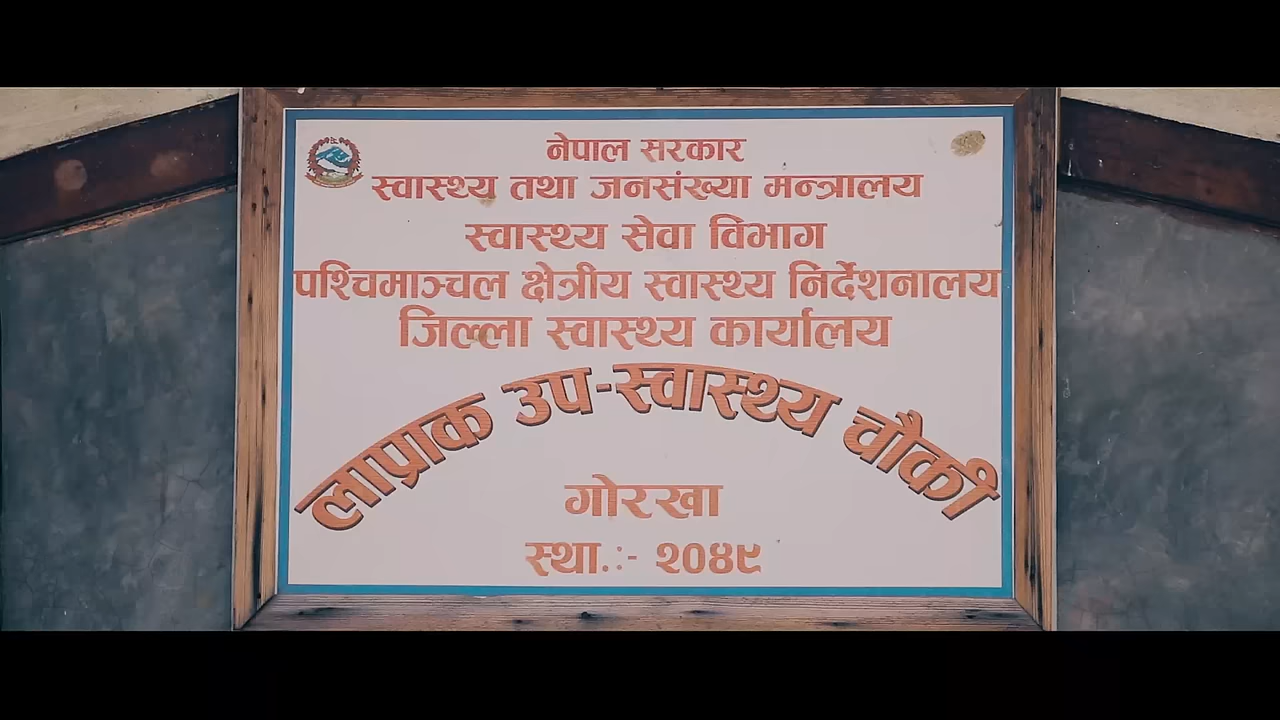 नेपाल सरकार
स्वास्थ्य तथा जनसंख्या मन्त्रालय
स्वास्थ्य सेवा विभाग
पश्चिमाञ्चल क्षेत्रीय स्वास्थ्य निर्देशनालय
जिल्ला स्वास्थ्य कार्यालय
लाप्राक उप-स्वास्थ्य चौकी
गोरखा
स्था.:- २०४९